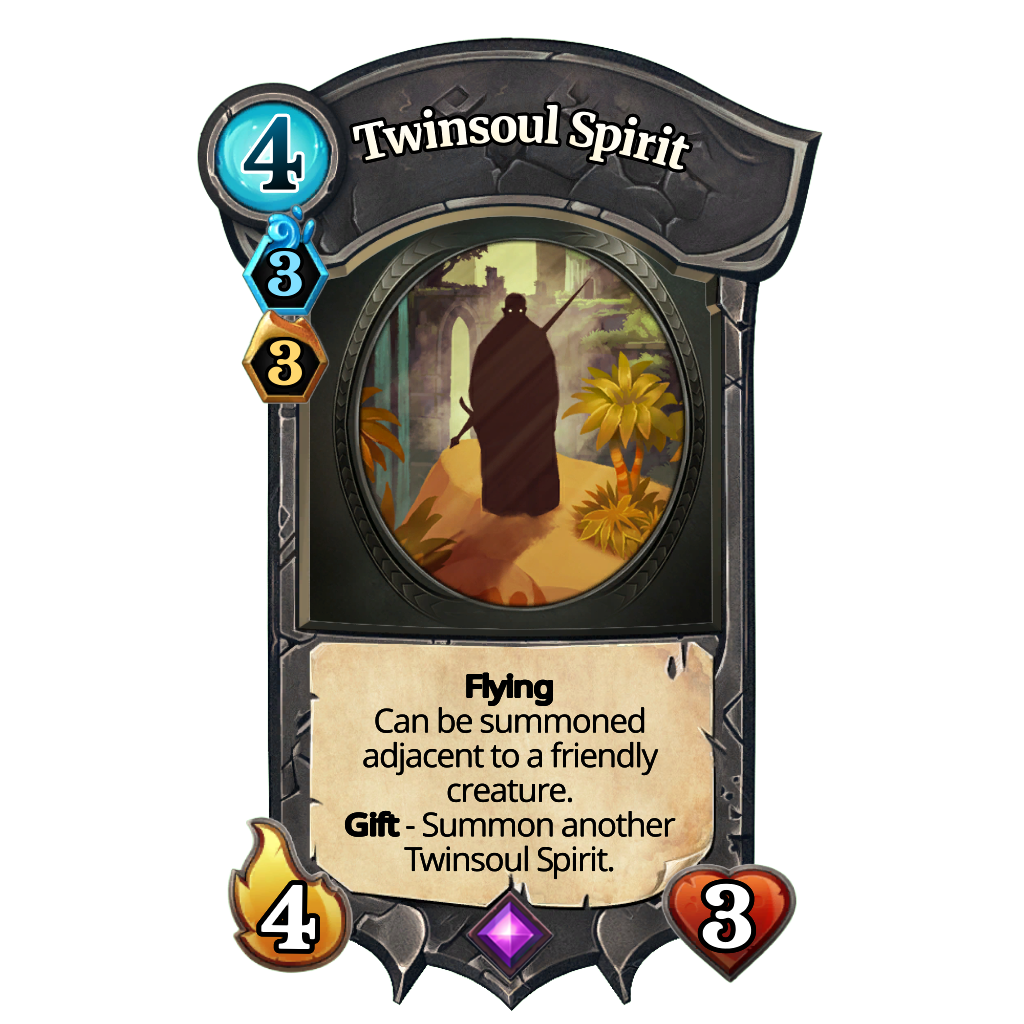 4
Twinsoul Spirit
3
3
Flying
Can be summoned
adjacent to a friendly
creature.
Gift - Summon another
Twinsoul Spirit.
4
3